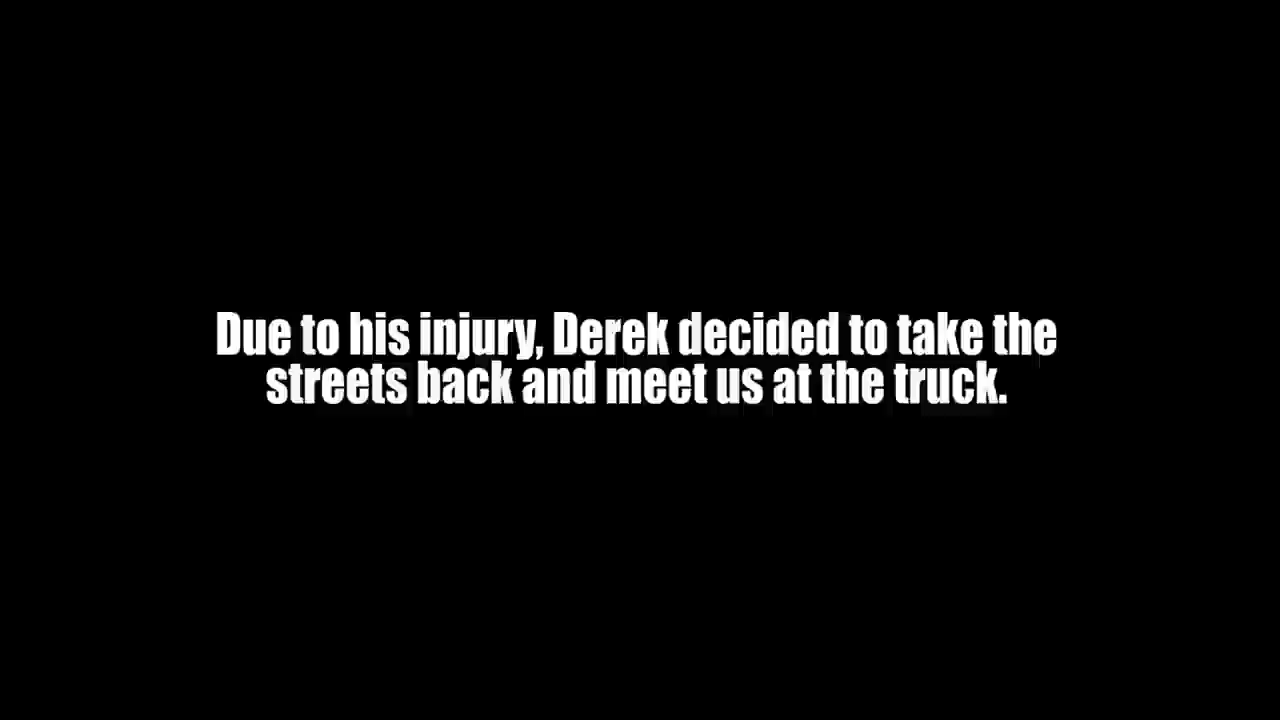 Due to his injury, Derek decided to take the
streets back and meet us at the truck.